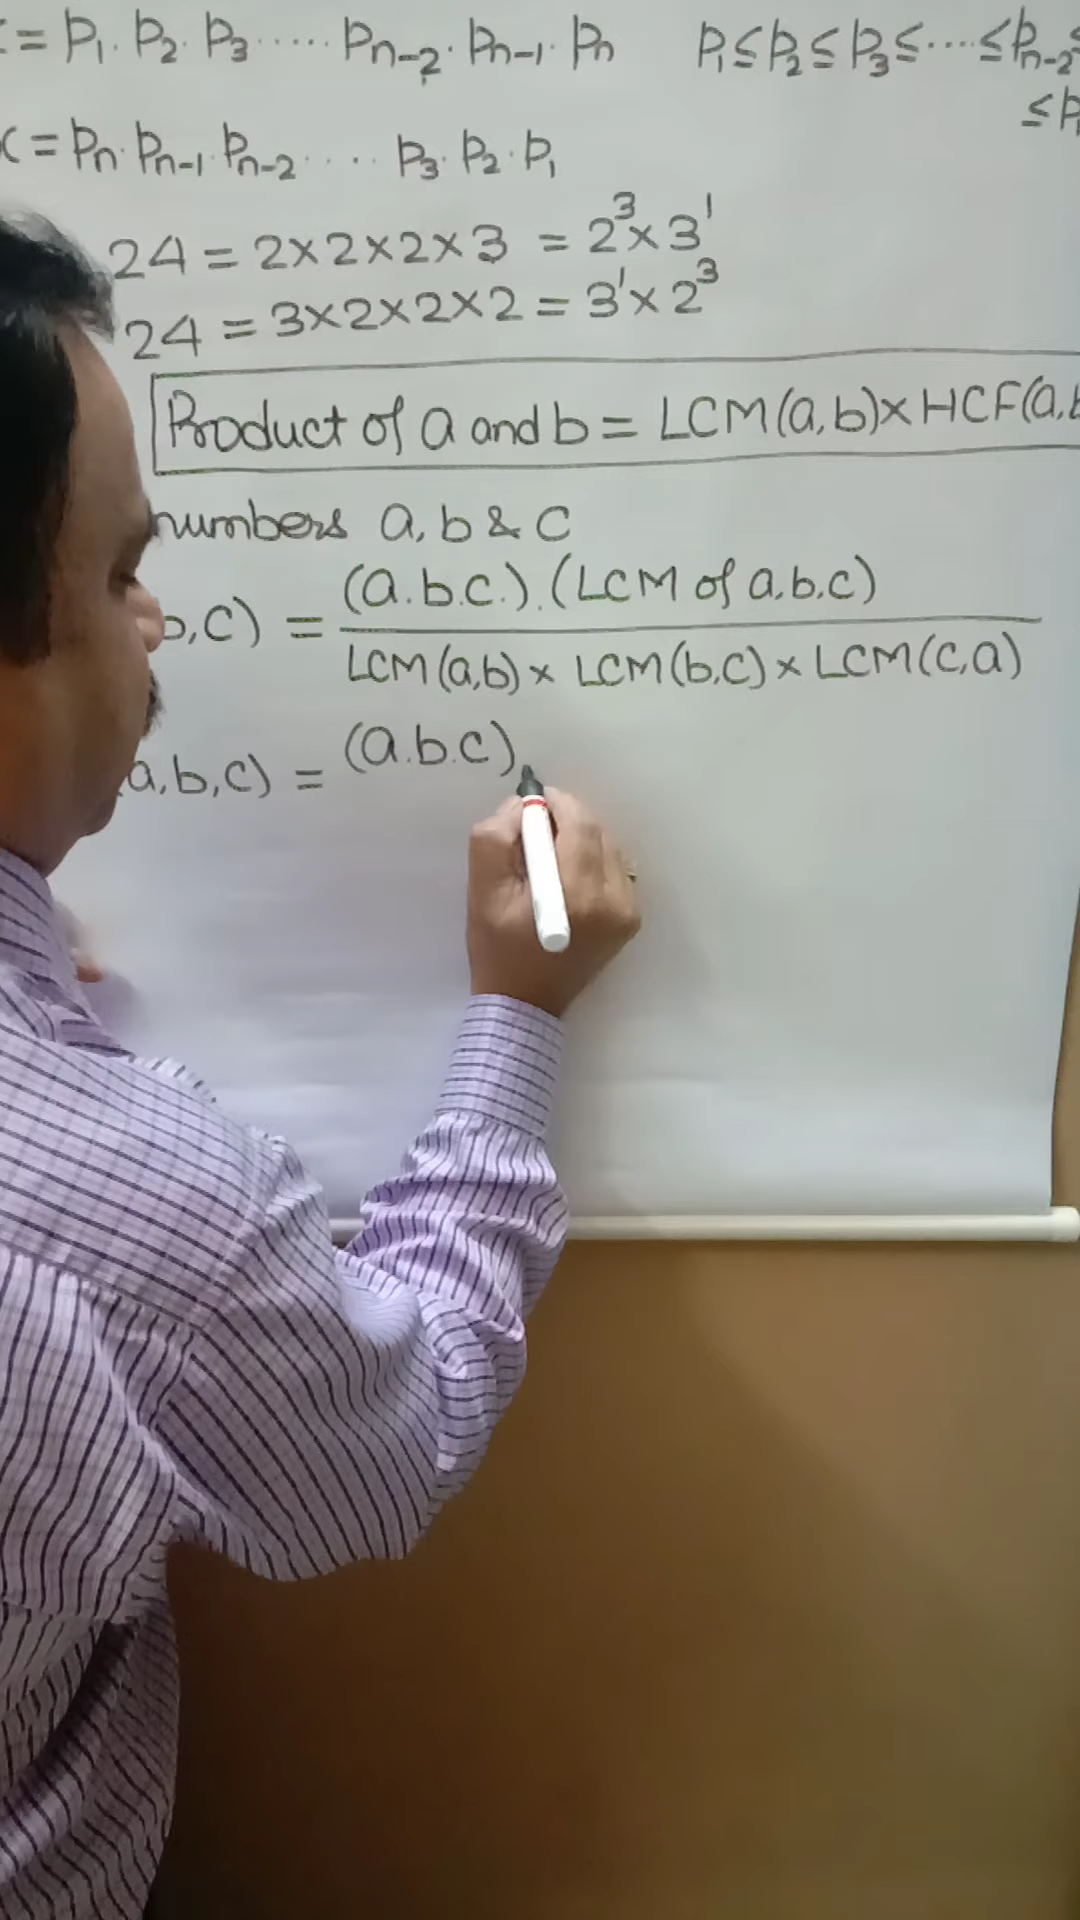 = p₁. p₂. p₃ ..... pₙ₋₂. pₙ₋₁. pₙ p₁≤p₂≤p₃≤....≤pₙ₋₂≤
≤p
x = pₙ. pₙ₋₁. pₙ₋₂ .... p₃. p₂. p₁
24 = 2×2×2×3 = 2³×3¹
24 = 3×2×2×2 = 3¹×2³
Product of a and b = LCM(a,b)×HCF(a,b
numbers a, b & c
b,c) = (a.b.c.).(LCM of a,b,c)
LCM(a,b) × LCM(b,c) × LCM(c,a)
a,b,c) = (a.b.c)